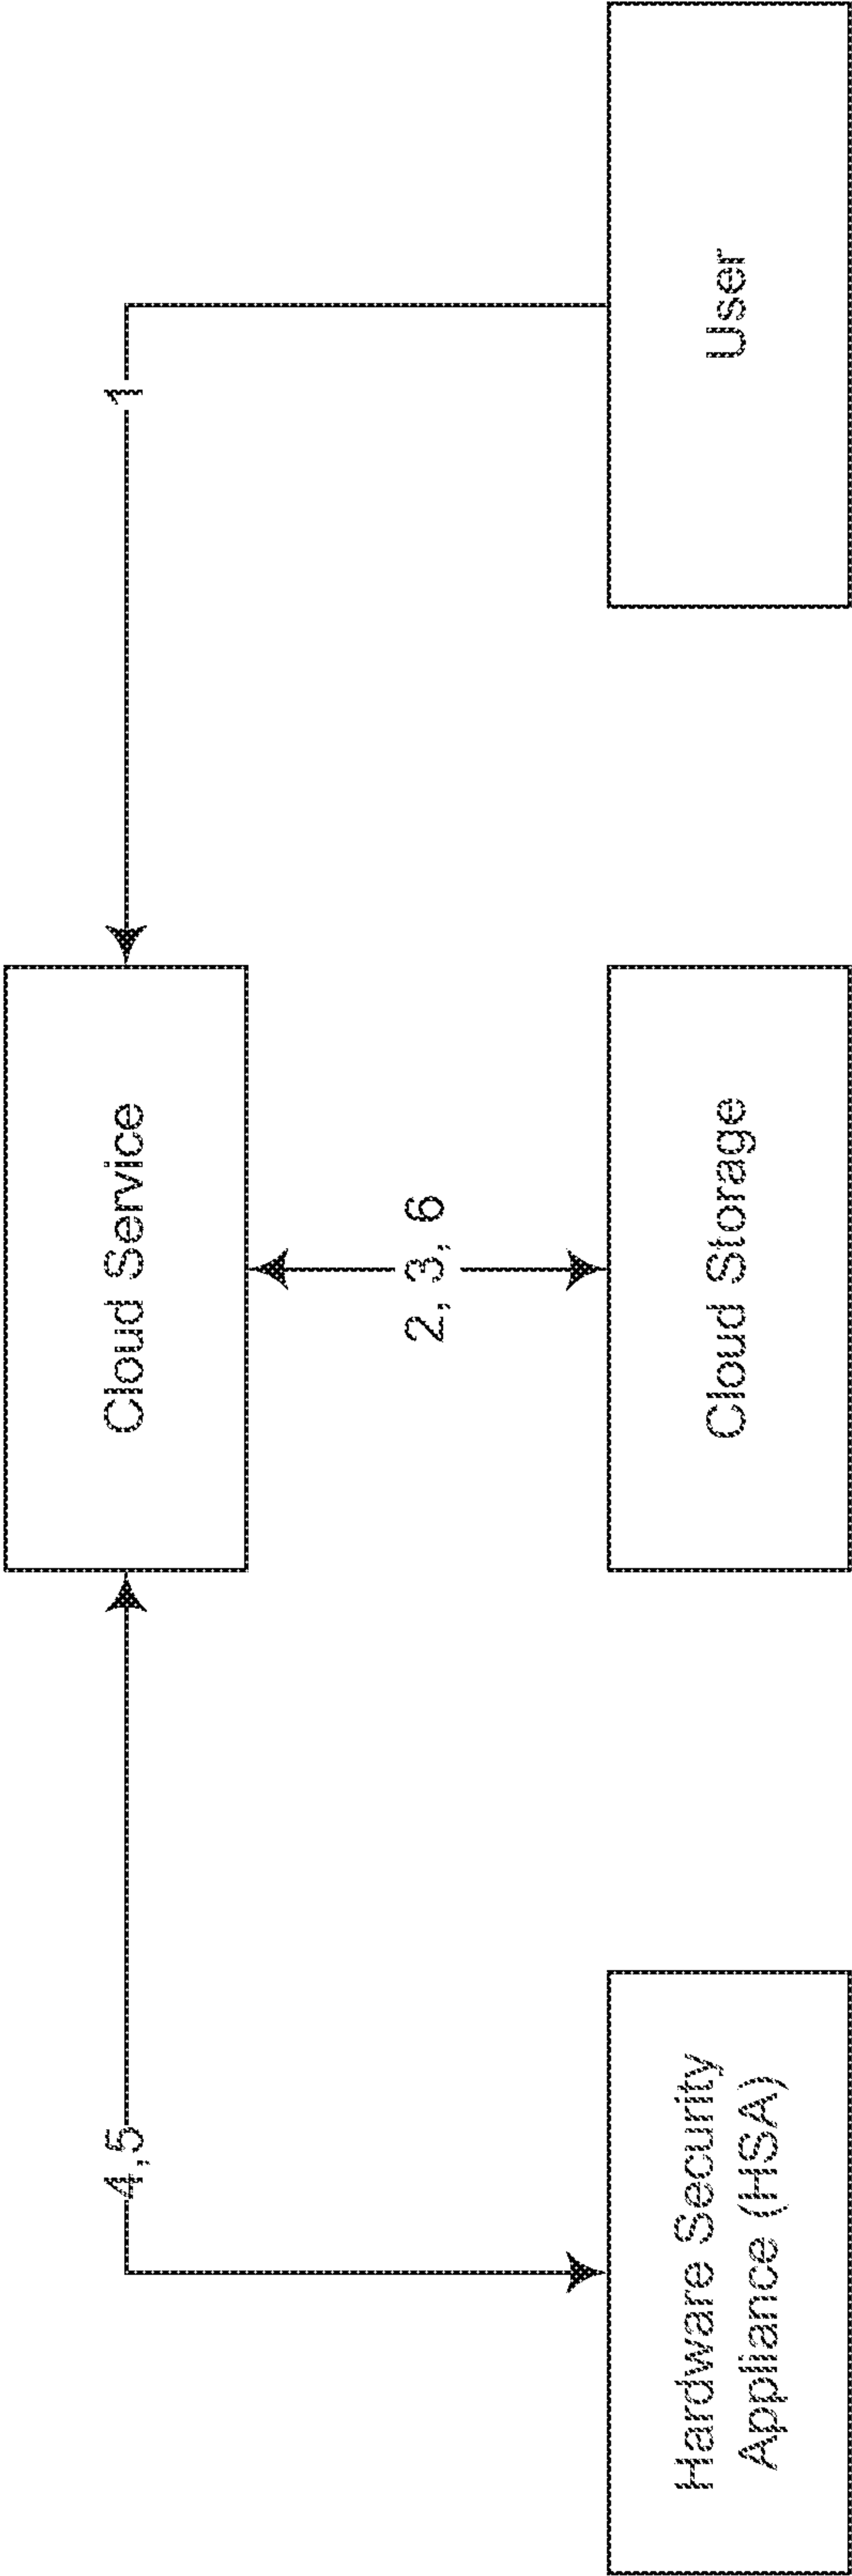 Cloud Service
4,5
1
2, 3, 6
Hardware Security
Appliance (HSA)
Cloud Storage
User